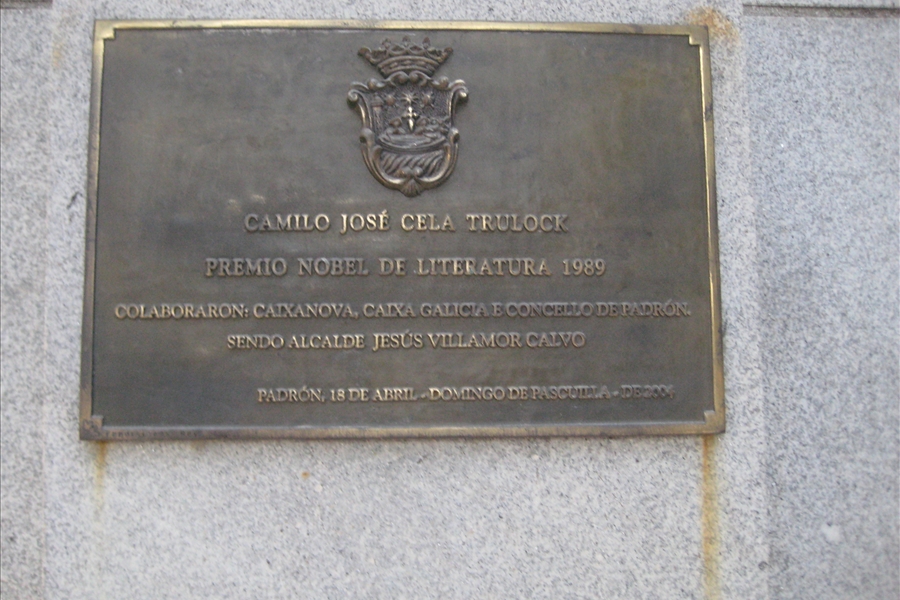 CAMILO JOSÉ CELA TRULOCK
PREMIO NOBEL DE LITERATURA 1989
COLABORARON: CAIXANOVA, CAIXA GALICIA E CONCELLO DE PADRÓN.
SENDO ALCALDE JESÚS VILLAMOR CALVO
PADRÓN, 18 DE ABRIL - DOMINGO DE PASCUILLA - DE 2004